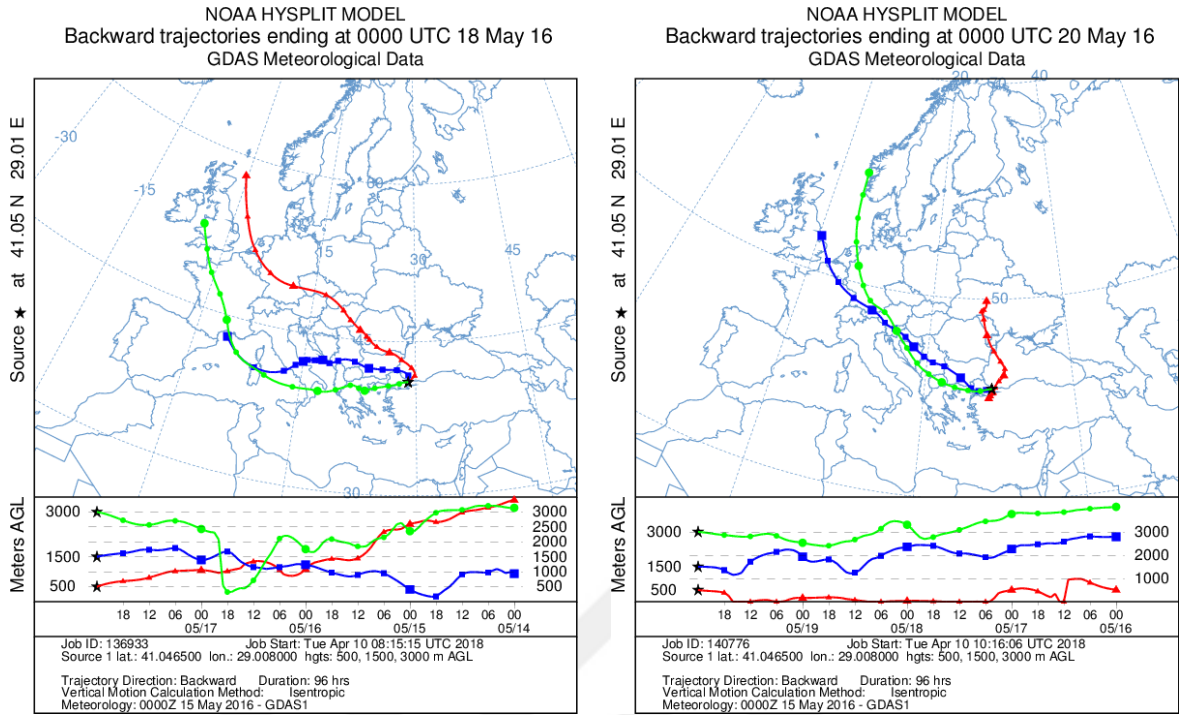 NOAA HYSPLIT MODEL
Backward trajectories ending at 0000 UTC 18 May 16
GDAS Meteorological Data
Source ★ at 41.05 N 29.01 E
-30
-15
60
45
15
30
45
30
Meters AGL
3000
1500
500
3000
2500
2000
1500
1000
500
18 12 06 00 18 12 06 00 18 12 06 00 18 12 06 00
05/17 05/16 05/15 05/14
Job ID: 136933 Job Start: Tue Apr 10 08:15:15 UTC 2018
Source 1 lat.: 41.046500 lon.: 29.008000 hgts: 500, 1500, 3000 m AGL
Trajectory Direction: Backward Duration: 96 hrs
Vertical Motion Calculation Method: Isentropic
Meteorology: 0000Z 15 May 2016 - GDAS1
NOAA HYSPLIT MODEL
Backward trajectories ending at 0000 UTC 20 May 16
GDAS Meteorological Data
Source ★ at 41.05 N 29.01 E
20
30
40
50
Meters AGL
3000
1500
500
3000
2000
1000
18 12 06 00 18 12 06 00 18 12 06 00 18 12 06 00
05/19 05/18 05/17 05/16
Job ID: 140776 Job Start: Tue Apr 10 10:16:06 UTC 2018
Source 1 lat.: 41.046500 lon.: 29.008000 hgts: 500, 1500, 3000 m AGL
Trajectory Direction: Backward Duration: 96 hrs
Vertical Motion Calculation Method: Isentropic
Meteorology: 0000Z 15 May 2016 - GDAS1